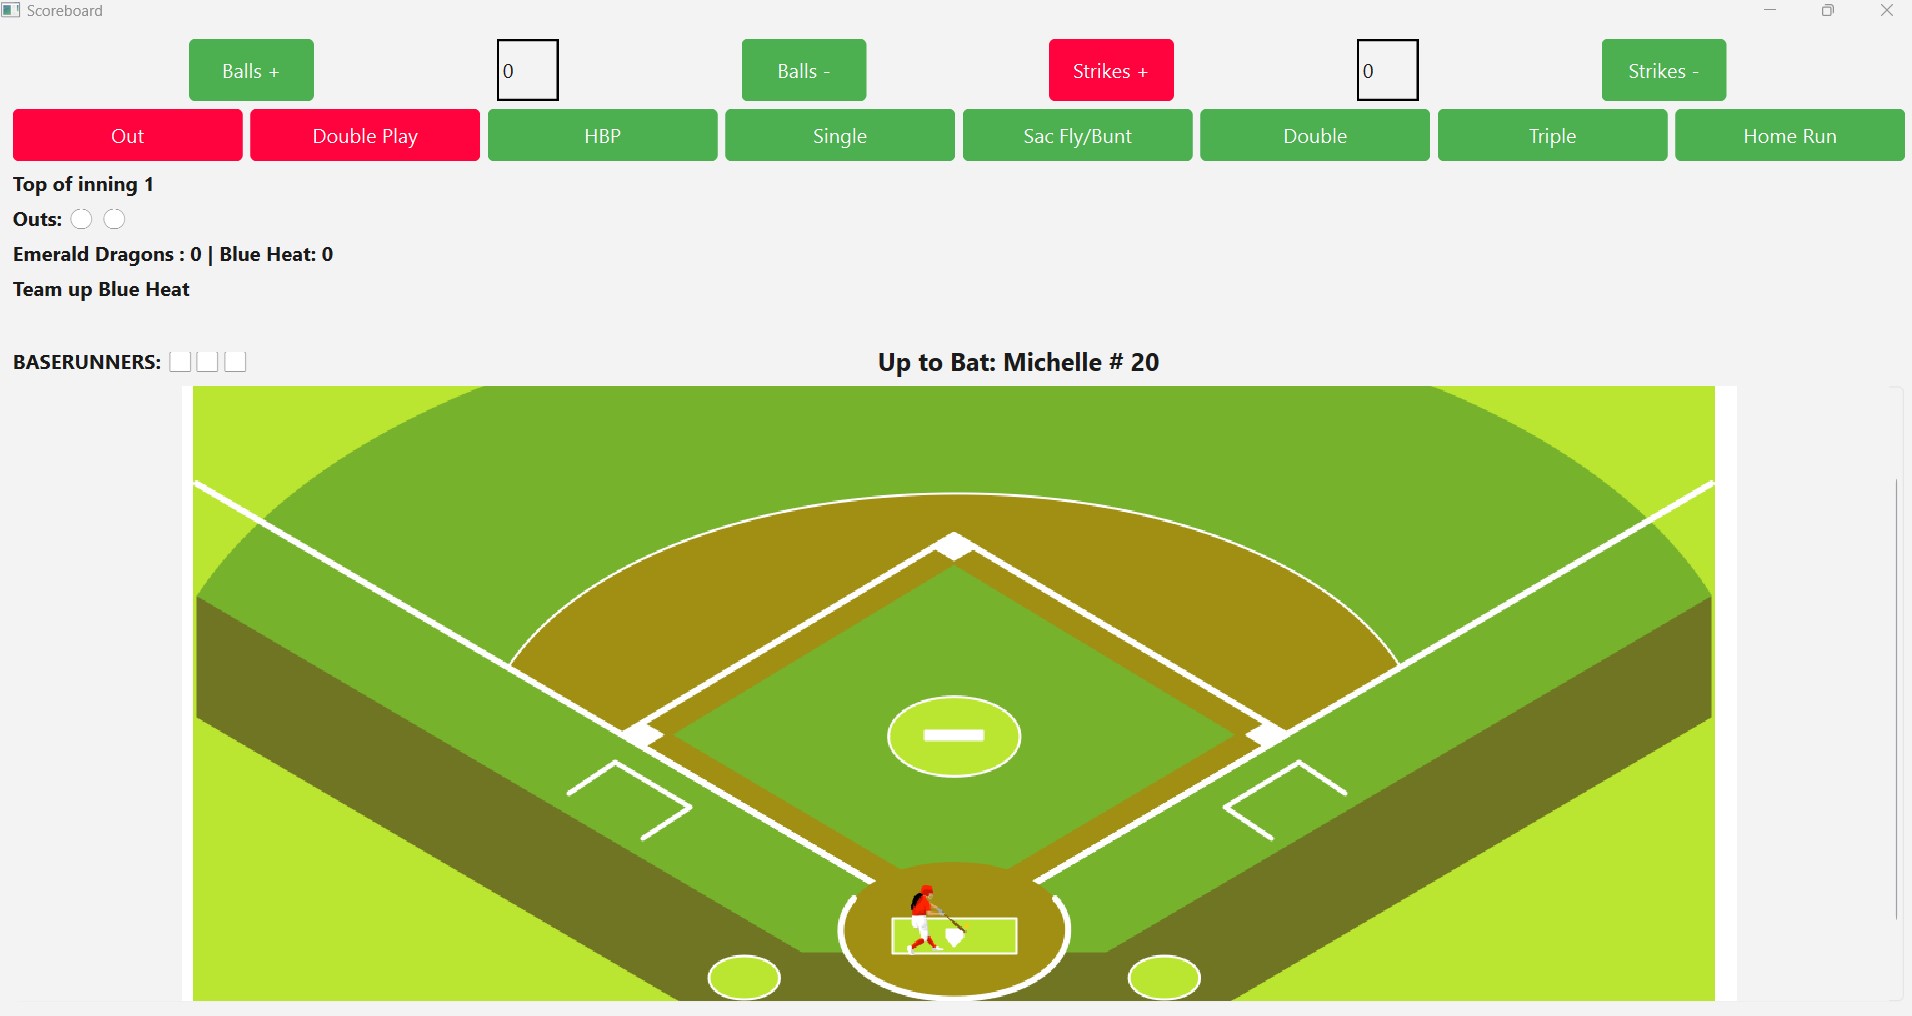 Scoreboard
Balls + 0 Balls - Strikes + 0 Strikes -
Out Double Play HBP Single Sac Fly/Bunt Double Triple Home Run
Top of inning 1
Outs:
Emerald Dragons : 0 | Blue Heat: 0
Team up Blue Heat
BASERUNNERS: Up to Bat: Michelle # 20